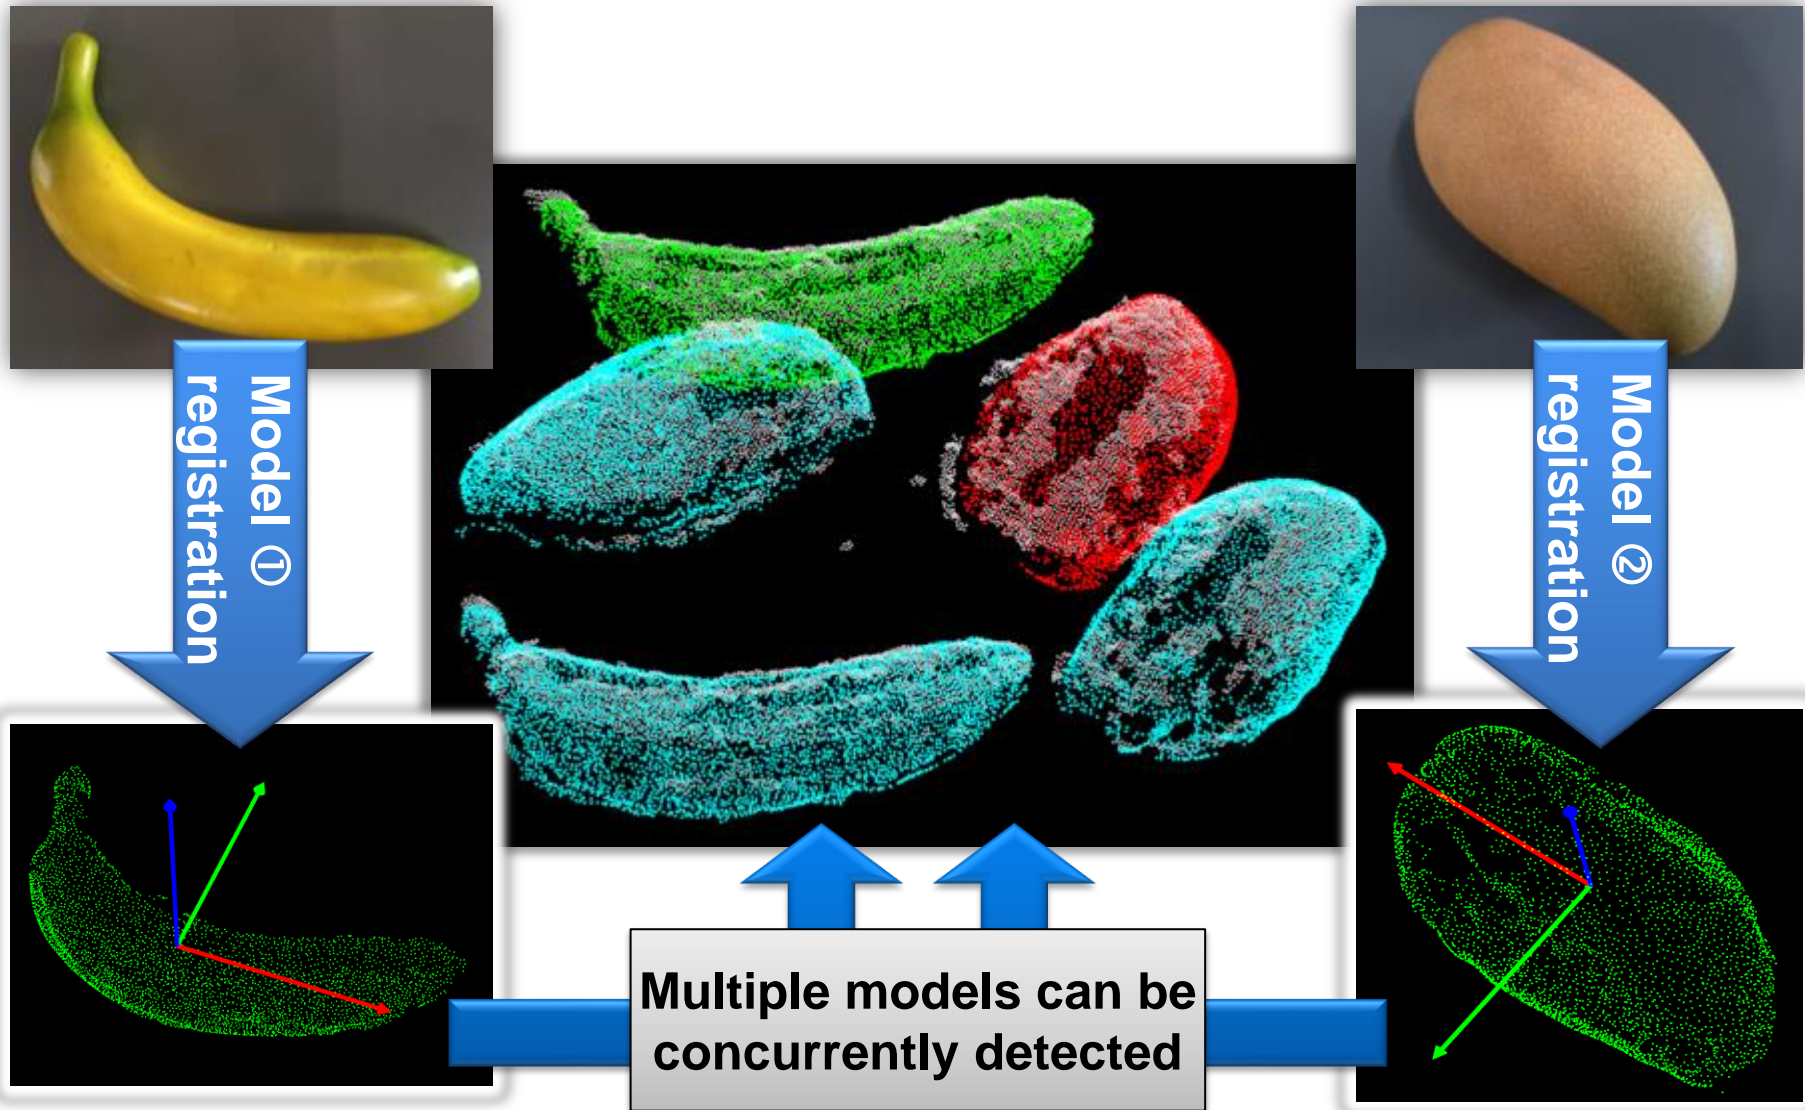 Model ①
registration
Model ②
registration
Multiple models can be
concurrently detected